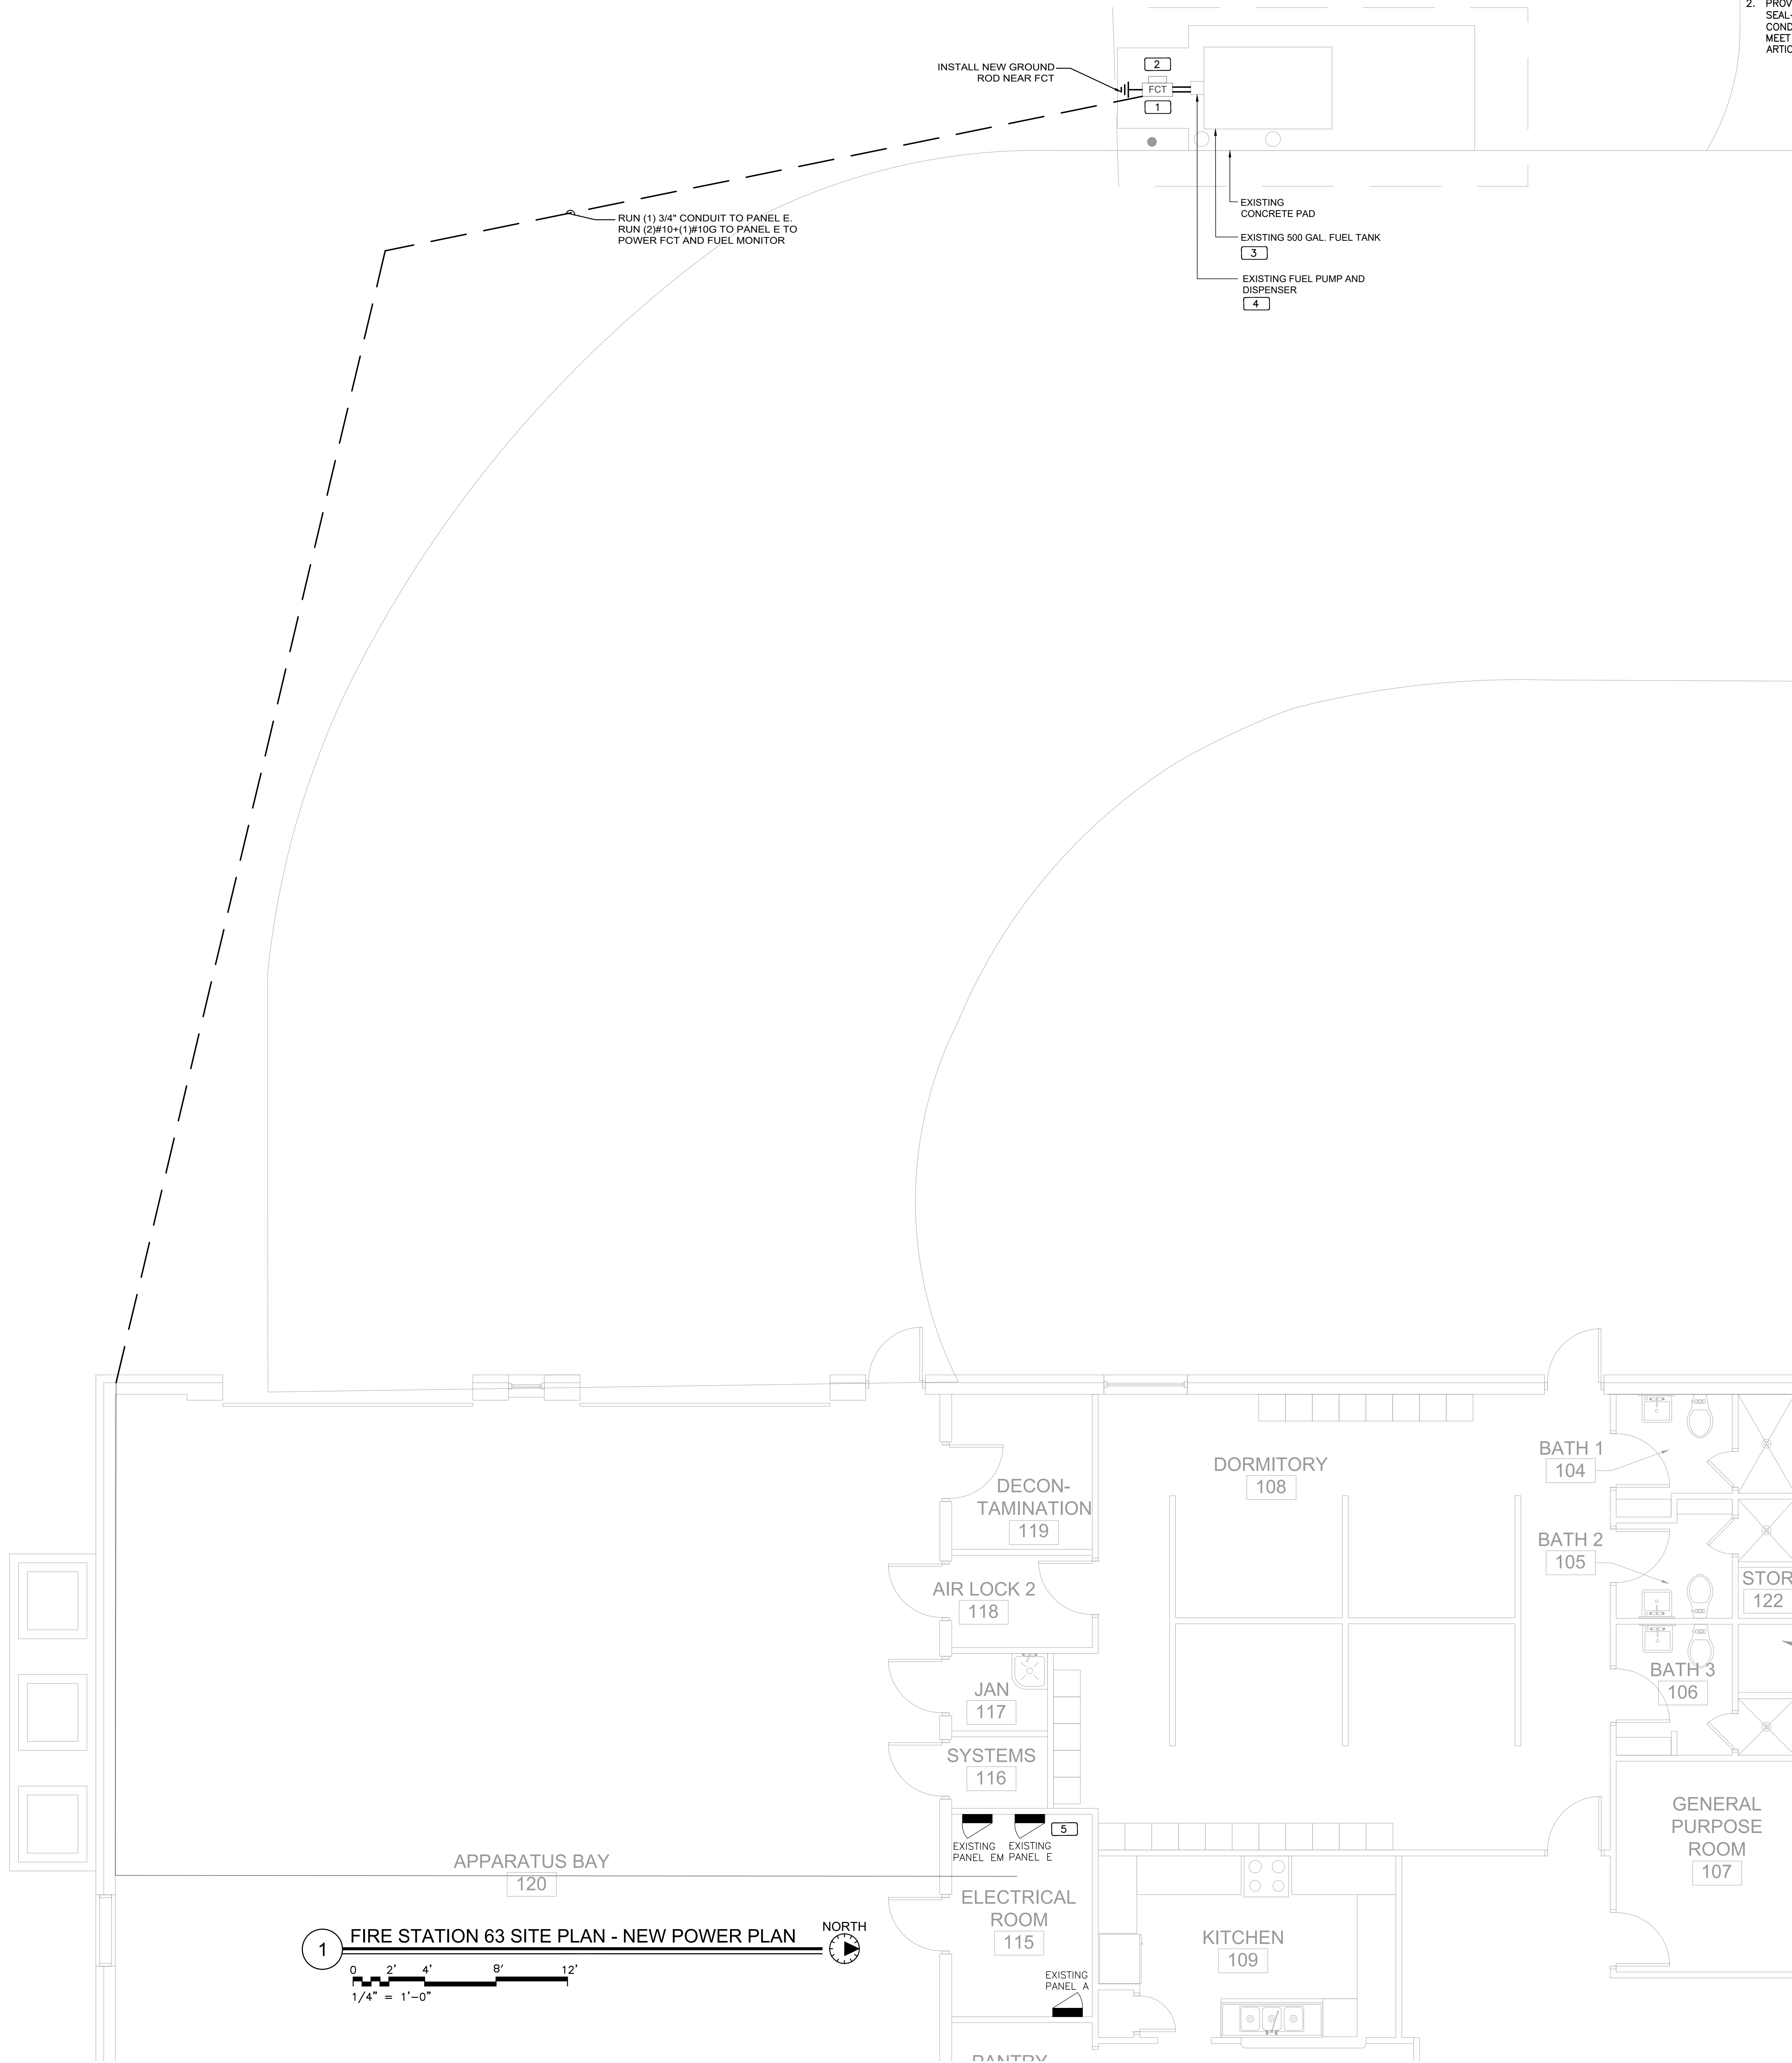 2. PROV
SEAL-
COND
MEET
ARTIC
INSTALL NEW GROUND
ROD NEAR FCT
2
FCT
1
RUN (1) 3/4" CONDUIT TO PANEL E.
RUN (2)#10+(1)#10G TO PANEL E TO
POWER FCT AND FUEL MONITOR
EXISTING
CONCRETE PAD
EXISTING 500 GAL. FUEL TANK
3
EXISTING FUEL PUMP AND
DISPENSER
4
DECON-
TAMINATION
119
DORMITORY
108
BATH 1
104
BATH 2
105
AIR LOCK 2
118
STOR
122
JAN
117
BATH 3
106
SYSTEMS
116
5
EXISTING
PANEL EM
EXISTING
PANEL E
GENERAL
PURPOSE
ROOM
107
APPARATUS BAY
120
ELECTRICAL
ROOM
115
KITCHEN
109
EXISTING
PANEL A
1
FIRE STATION 63 SITE PLAN - NEW POWER PLAN
NORTH
0 2' 4' 8' 12'
1/4" = 1'-0"
PANTRY